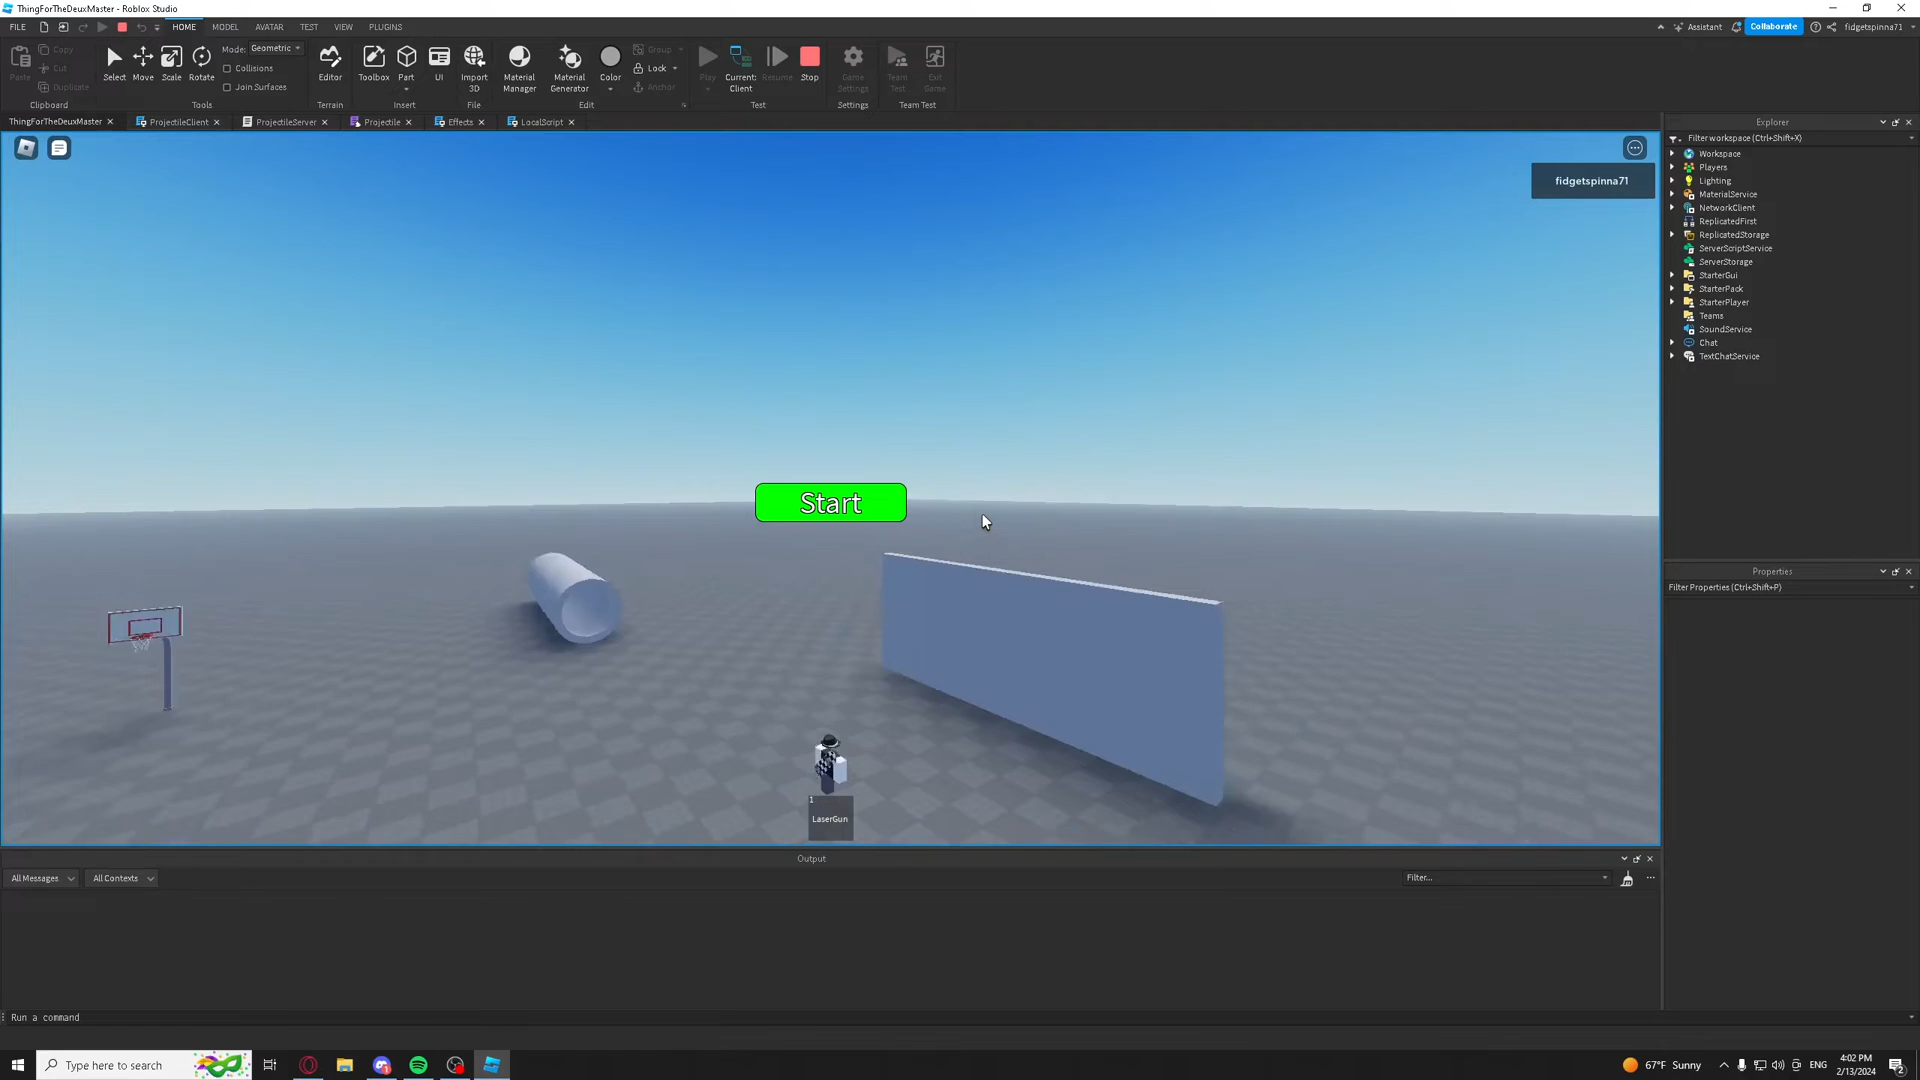 ThingForTheDeuxMaster - Roblox Studio
FILE HOME MODEL AVATAR TEST VIEW PLUGINS Assistant Collaborate fidgetspinna71
Paste Copy Cut Duplicate Select Move Scale Rotate Mode: Geometric Collisions Join Surfaces Editor Toolbox Part UI Import 3D Material Manager Material Generator Color Group Lock Anchor Play Current: Client Resume Stop Game Settings Team Test Exit Game
Clipboard Tools Terrain Insert File Edit Test Settings Team Test
ThingForTheDeuxMaster ProjectileClient ProjectileServer Projectile Effects LocalScript
Explorer
Filter workspace (Ctrl+Shift+X)
Workspace
Players
Lighting
MaterialService
NetworkClient
ReplicatedFirst
ReplicatedStorage
ServerScriptService
ServerStorage
StarterGui
StarterPack
StarterPlayer
Teams
SoundService
Chat
TextChatService
fidgetspinna71
Start
1
LaserGun
Properties
Filter Properties (Ctrl+Shift+P)
Output
All Messages All Contexts Filter...
Run a command
Type here to search 67°F Sunny ENG 4:02 PM
2/13/2024